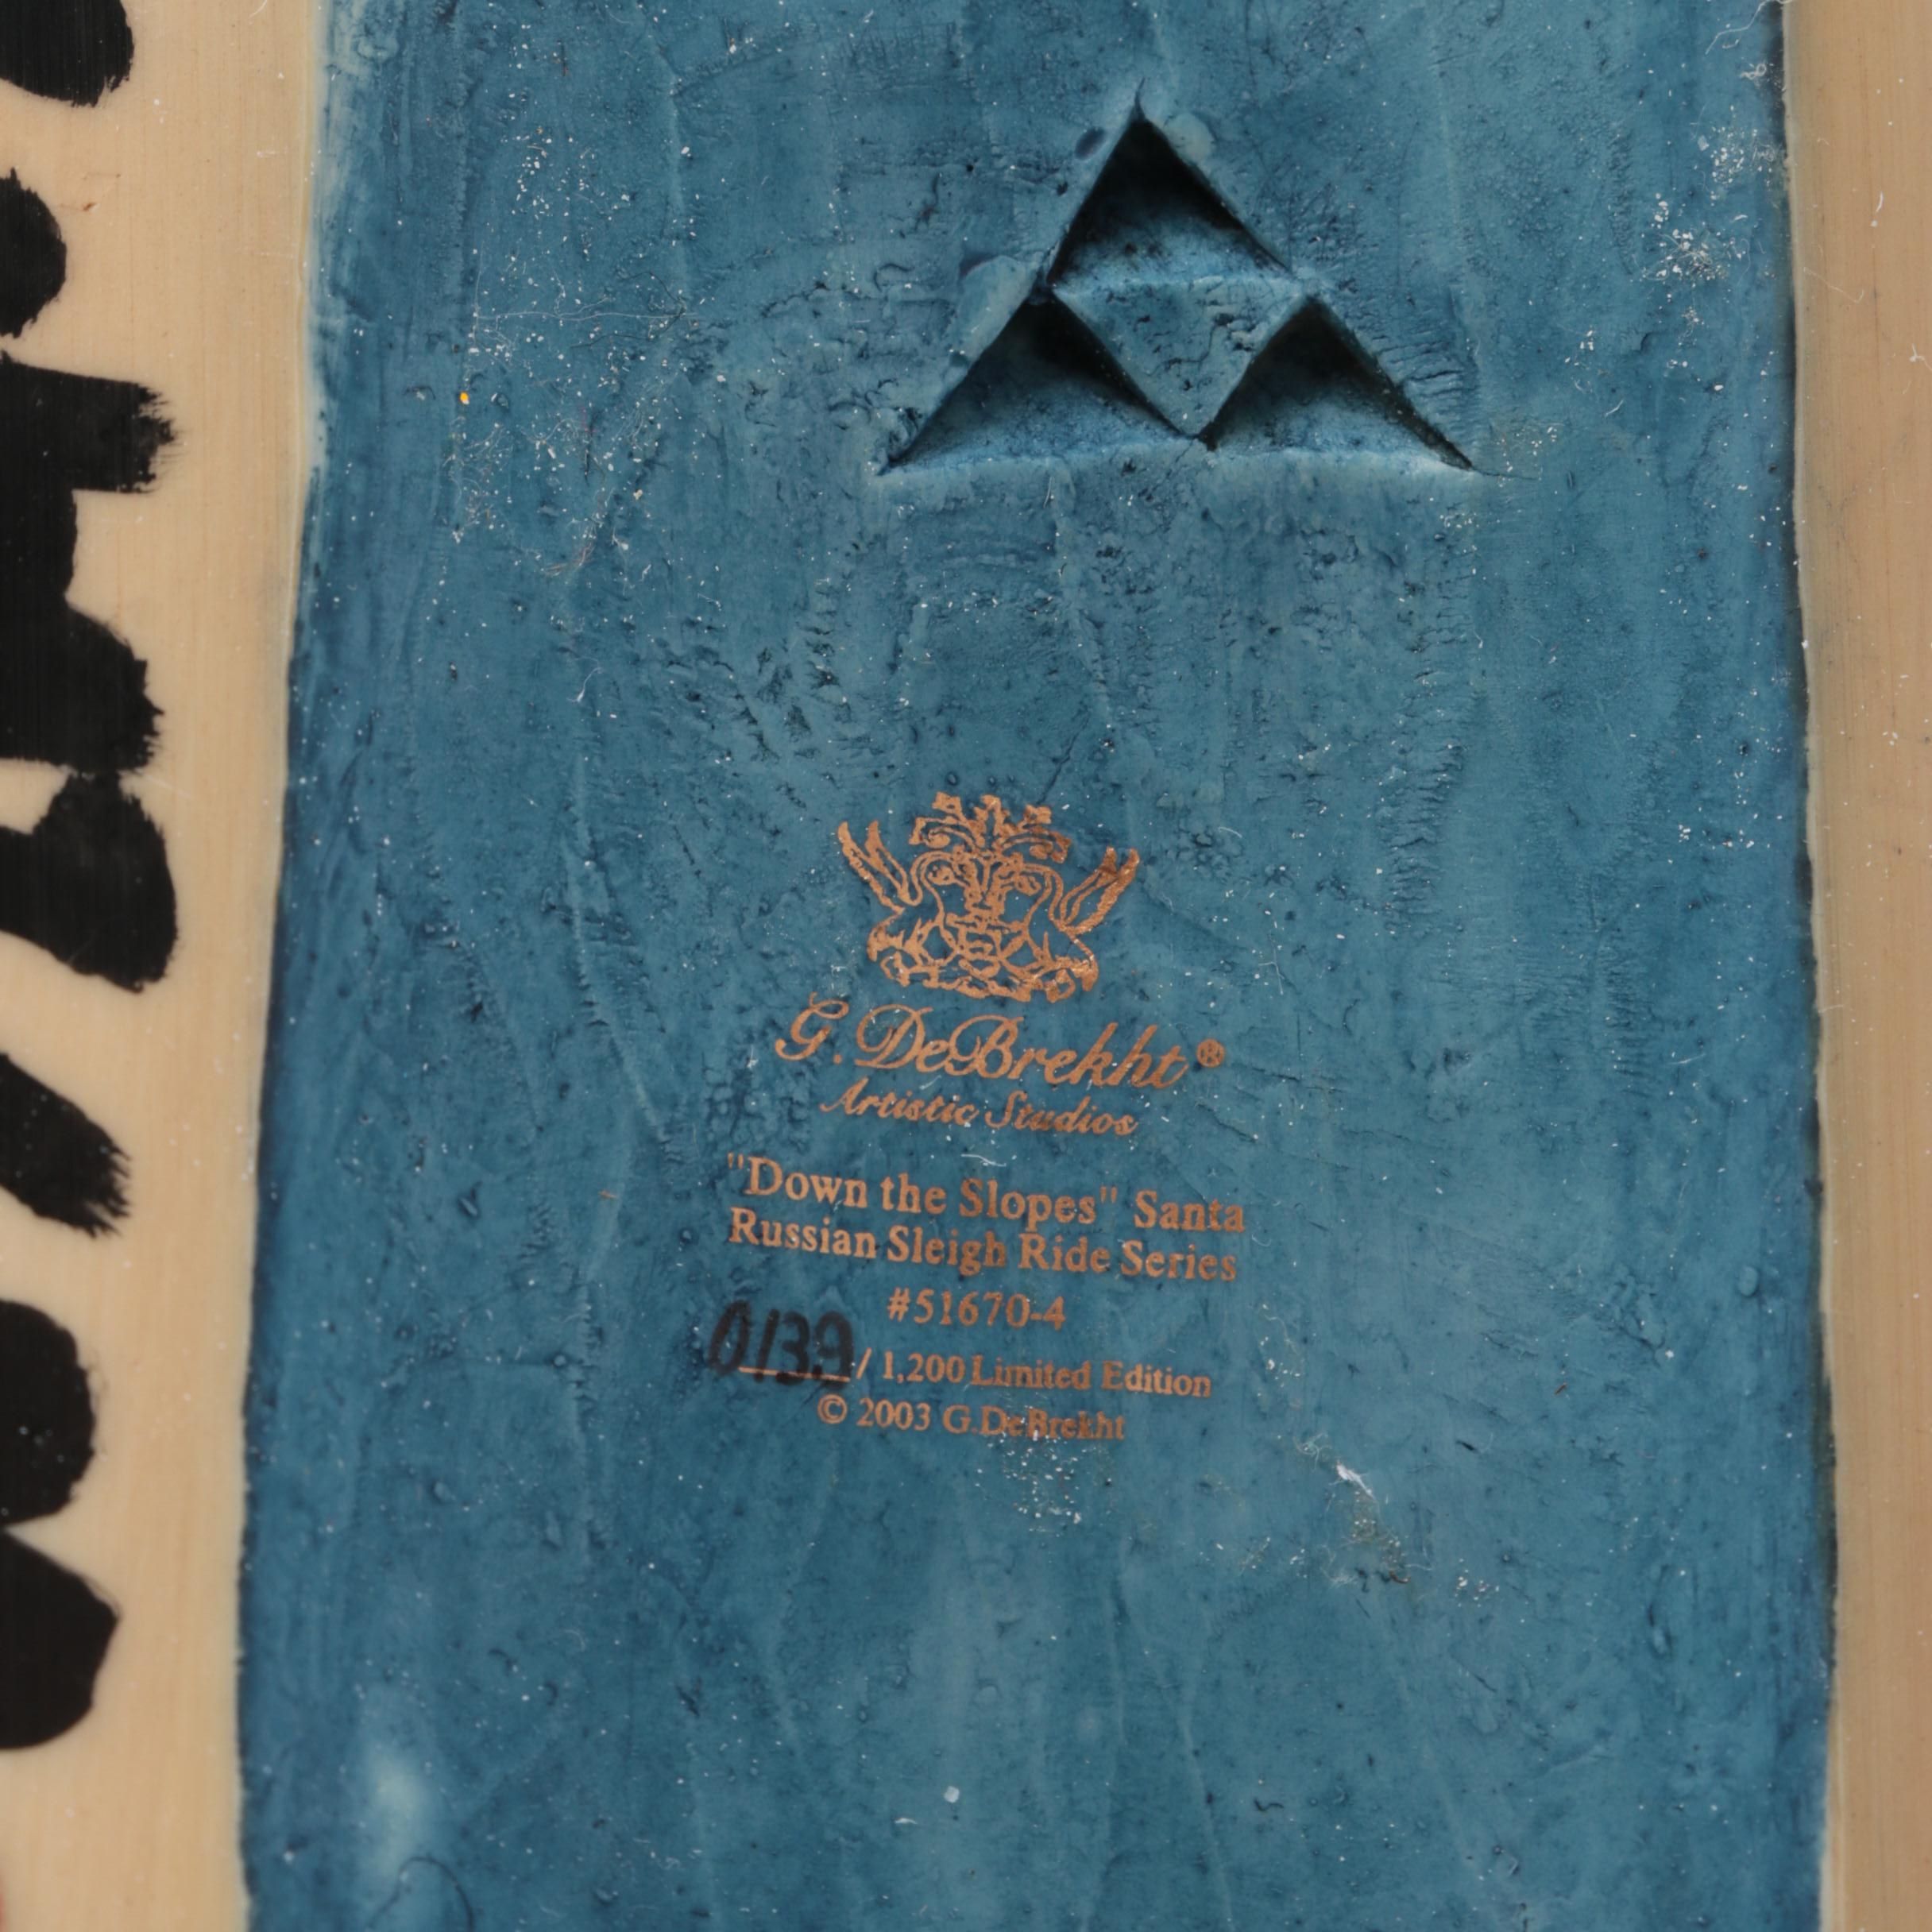 G. DeBrekht®
Artistic Studios
"Down the Slopes" Santa
Russian Sleigh Ride Series
#51670-4
0139 / 1,200 Limited Edition
© 2003 G.DeBrekht